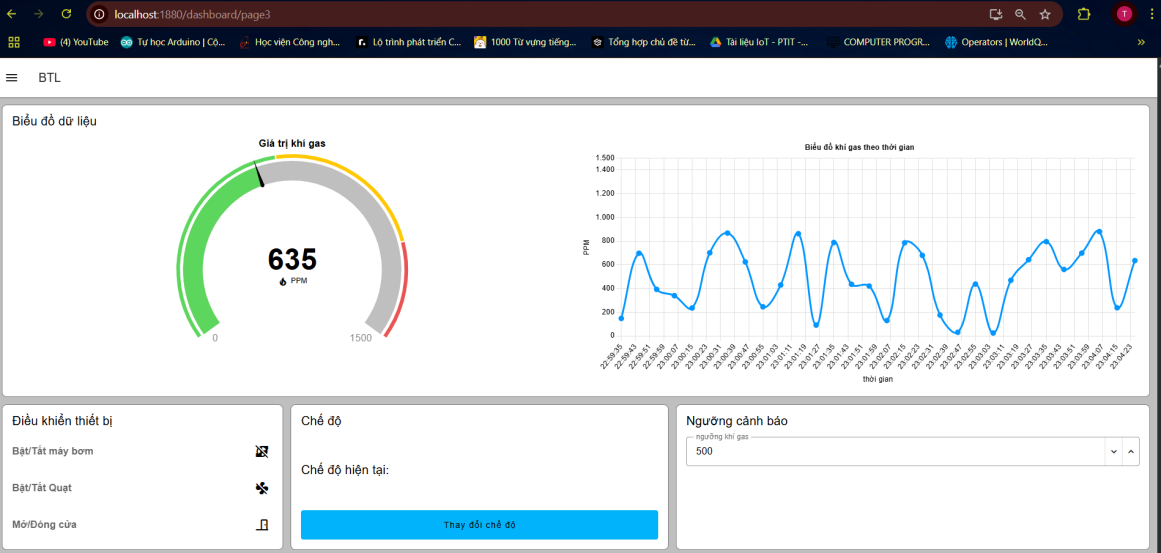 localhost:1880/dashboard/page3
(4) YouTube
Tự học Arduino | Cộ...
Học viện Công ngh...
Lộ trình phát triển C...
1000 Từ vựng tiếng...
Tổng hợp chủ đề từ...
Tài liệu IoT - PTIT -...
COMPUTER PROGR...
Operators | WorldQ...
»
T
BTL
Biểu đồ dữ liệu
Giá trị khí gas
635
PPM
0
1500
Biểu đồ khí gas theo thời gian
PPM
1.500
1.400
1.200
1.000
800
600
400
200
0
22:59:35
22:59:43
22:59:51
22:59:59
23:00:07
23:00:15
23:00:23
23:00:31
23:00:39
23:00:47
23:00:55
23:01:03
23:01:11
23:01:19
23:01:27
23:01:35
23:01:43
23:01:51
23:01:59
23:02:07
23:02:15
23:02:23
23:02:31
23:02:39
23:02:47
23:02:55
23:03:03
23:03:11
23:03:19
23:03:27
23:03:35
23:03:43
23:03:51
23:03:59
23:04:07
23:04:15
23:04:23
thời gian
Điều khiển thiết bị
Bật/Tắt máy bơm
Bật/Tắt Quạt
Mở/Đóng cửa
Chế độ
Chế độ hiện tại:
Thay đổi chế độ
Ngưỡng cảnh báo
ngưỡng khí gas
500